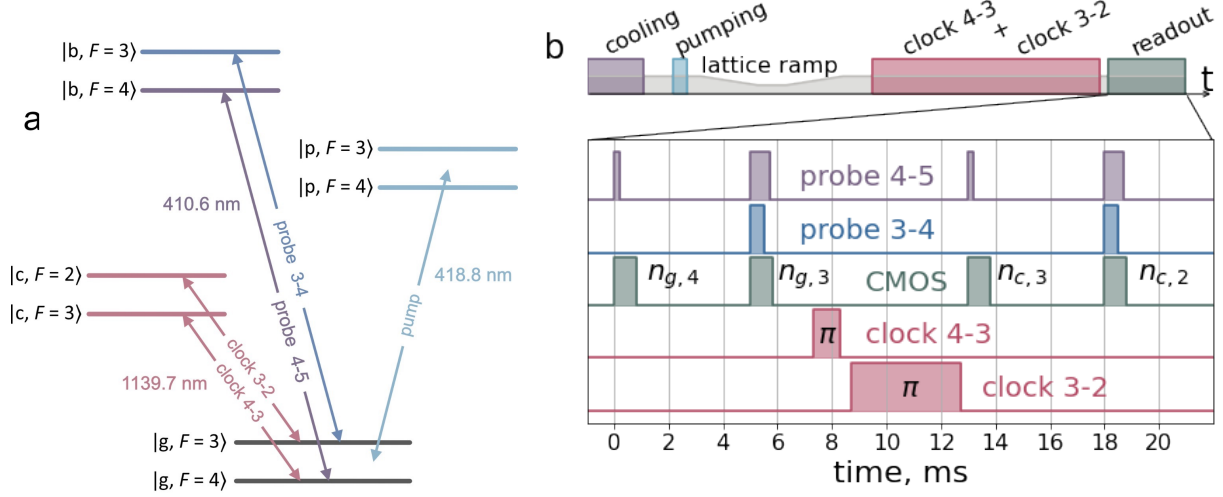 a
|b, F = 3⟩
|b, F = 4⟩
|p, F = 3⟩
|p, F = 4⟩
410.6 nm
418.8 nm
|c, F = 2⟩
|c, F = 3⟩
1139.7 nm
probe 3-4
probe 4-5
pump
clock 3-2
clock 4-3
|g, F = 3⟩
|g, F = 4⟩
b
cooling
pumping
lattice ramp
clock 4-3
+
clock 3-2
readout
t
probe 4-5
probe 3-4
n_{g,4}
n_{g,3}
CMOS
n_{c,3}
n_{c,2}
π
clock 4-3
π
clock 3-2
0 2 4 6 8 10 12 14 16 18 20
time, ms